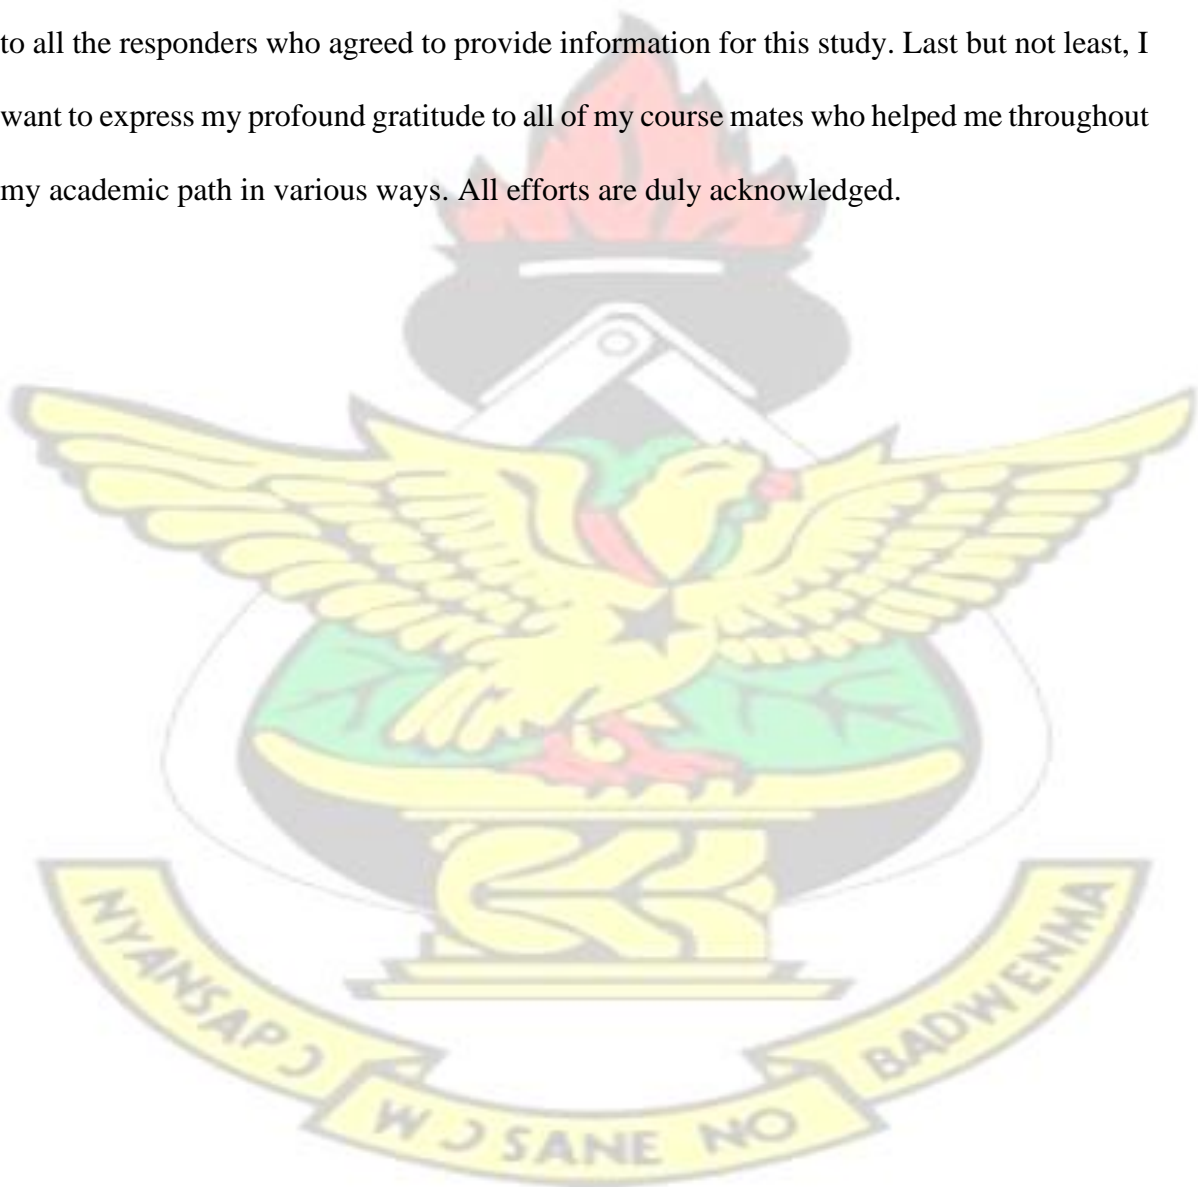 to all the responders who agreed to provide information for this study. Last but not least, I
want to express my profound gratitude to all of my course mates who helped me throughout
my academic path in various ways. All efforts are duly acknowledged.
NYANSAPƆ
WƆSANE NO
BADWENMA